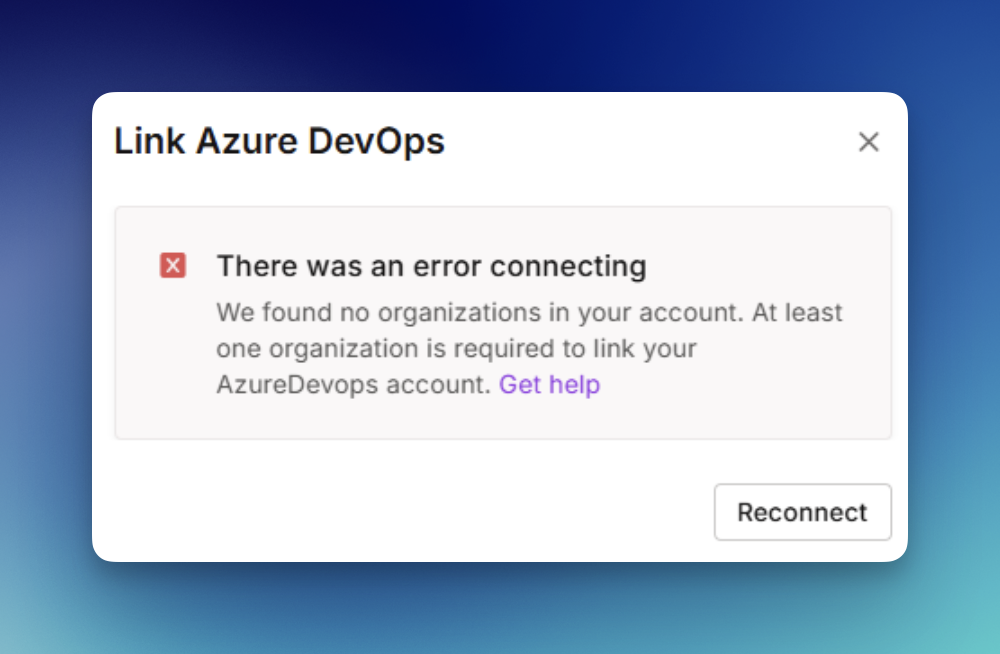 Link Azure DevOps
There was an error connecting
We found no organizations in your account. At least
one organization is required to link your
AzureDevops account. Get help
Reconnect